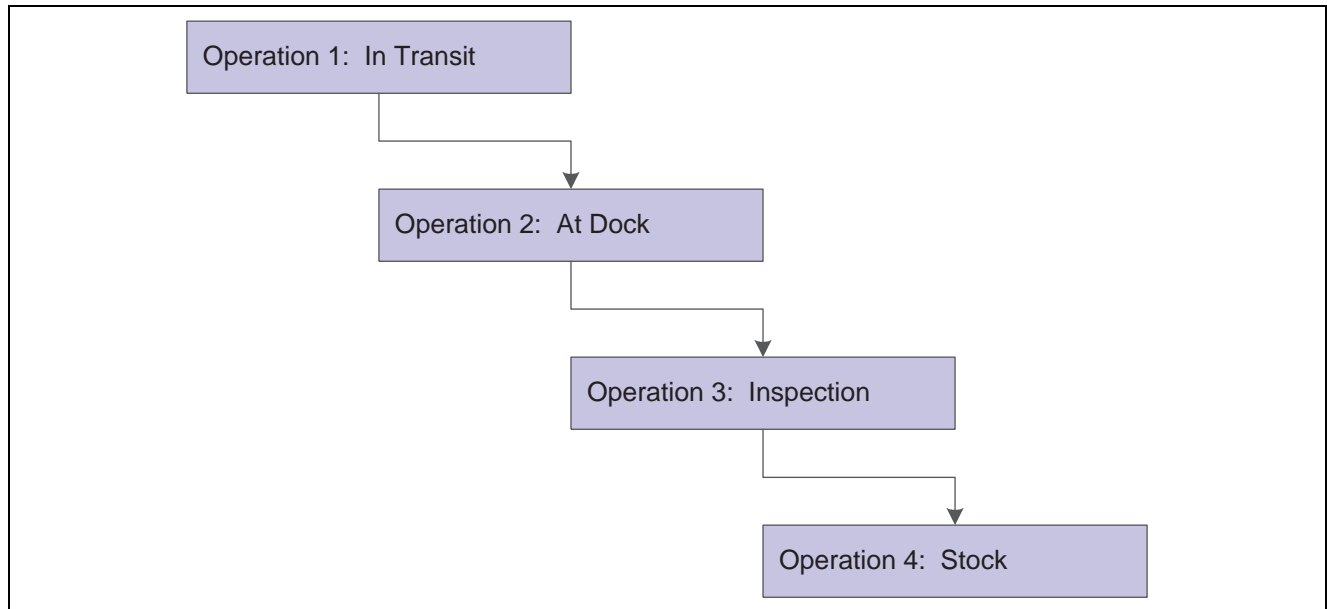 Operation 1:  In Transit
Operation 2:  At Dock
Operation 3:  Inspection
Operation 4:  Stock